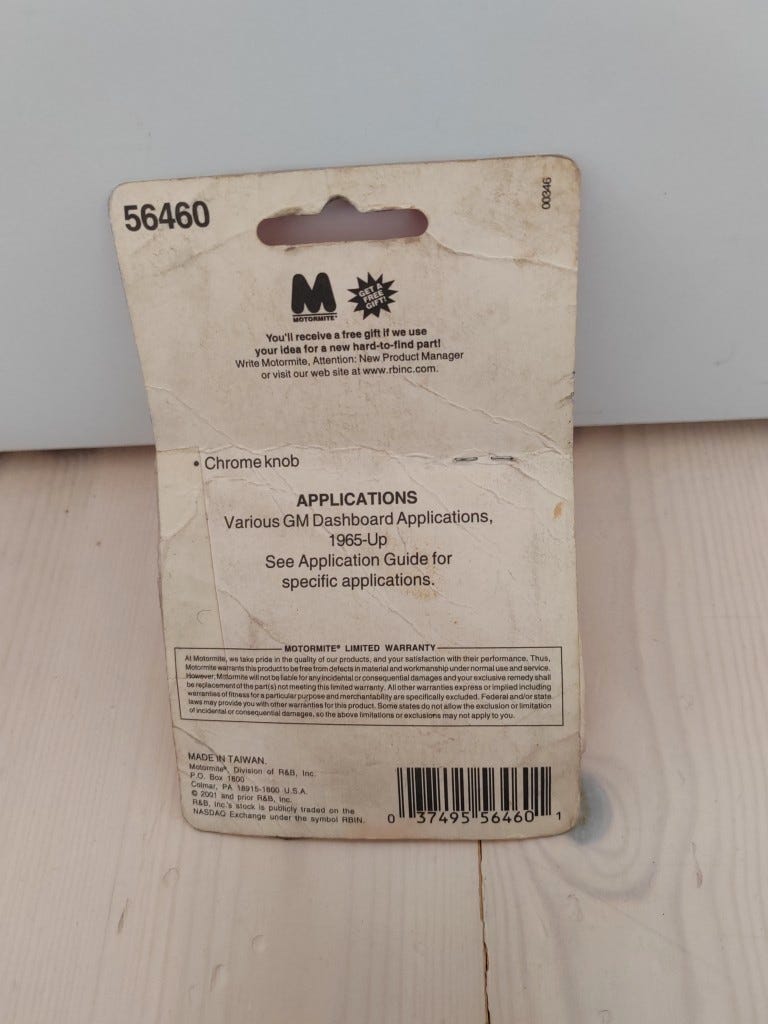 56460
00346
M
MOTORMITE®
GET A
FREE
GIFT!
You'll receive a free gift if we use
your idea for a new hard-to-find part!
Write Motormite, Attention: New Product Manager
or visit our web site at www.rbinc.com.
• Chrome knob
APPLICATIONS
Various GM Dashboard Applications,
1965-Up
See Application Guide for
specific applications.
MOTORMITE® LIMITED WARRANTY
At Motormite, we take pride in the quality of our products, and your satisfaction with their performance. Thus,
Motormite warrants this product to be free from defects in material and workmanship under normal use and service.
However, Motormite will not be liable for any incidental or consequential damages and your exclusive remedy shall
be replacement of the part(s) not meeting this limited warranty. All other warranties express or implied including
warranties of fitness for a particular purpose and merchantability are specifically excluded. Federal and/or state
laws may provide you with other warranties for this product. Some states do not allow the exclusion or limitation
of incidental or consequential damages, so the above limitations or exclusions may not apply to you.
MADE IN TAIWAN.
Motormite®, Division of R&B, Inc.
P.O. Box 1800
Colmar, PA 18915-1800 U.S.A.
© 2001 and prior R&B, Inc.
R&B, Inc.'s stock is publicly traded on the
NASDAQ Exchange under the symbol RBIN.
0 37495 56460 1